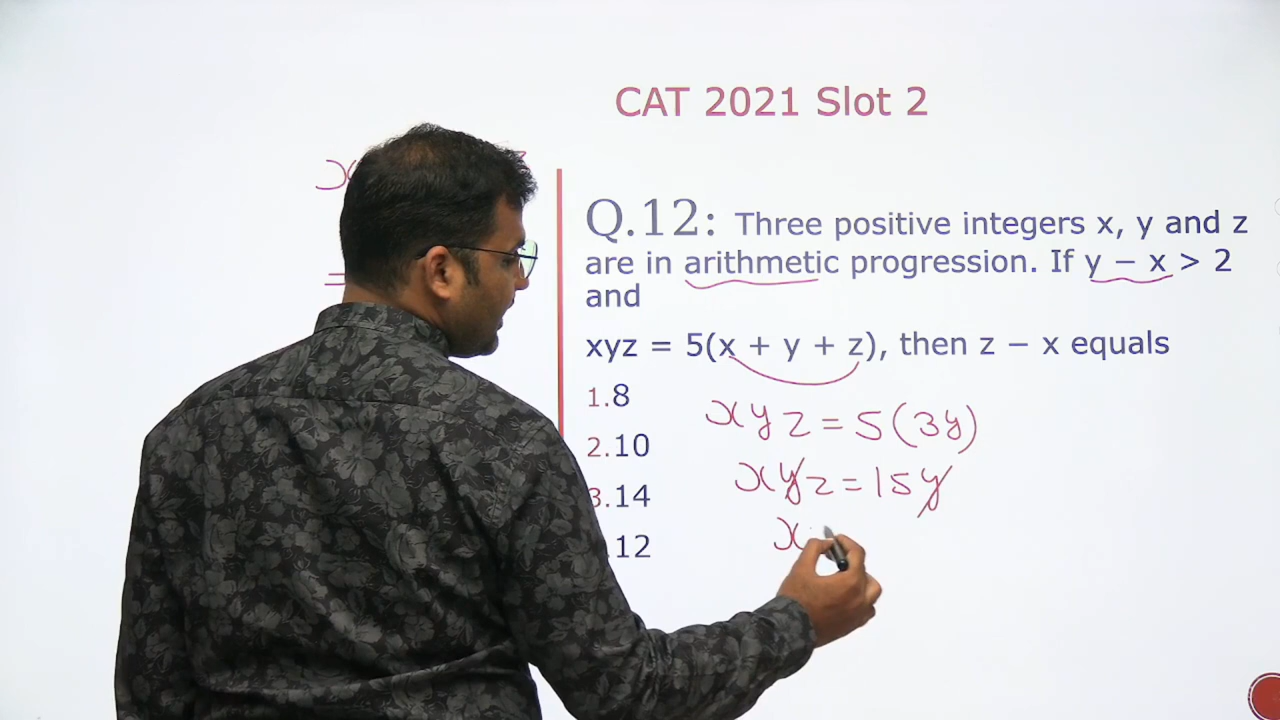 CAT 2021 Slot 2
Q.12: Three positive integers x, y and z
are in arithmetic progression. If y − x > 2
and
xyz = 5(x + y + z), then z − x equals
1.8
2.10
3.14
.12
xyz = 5(3y)
xyz = 15y
x